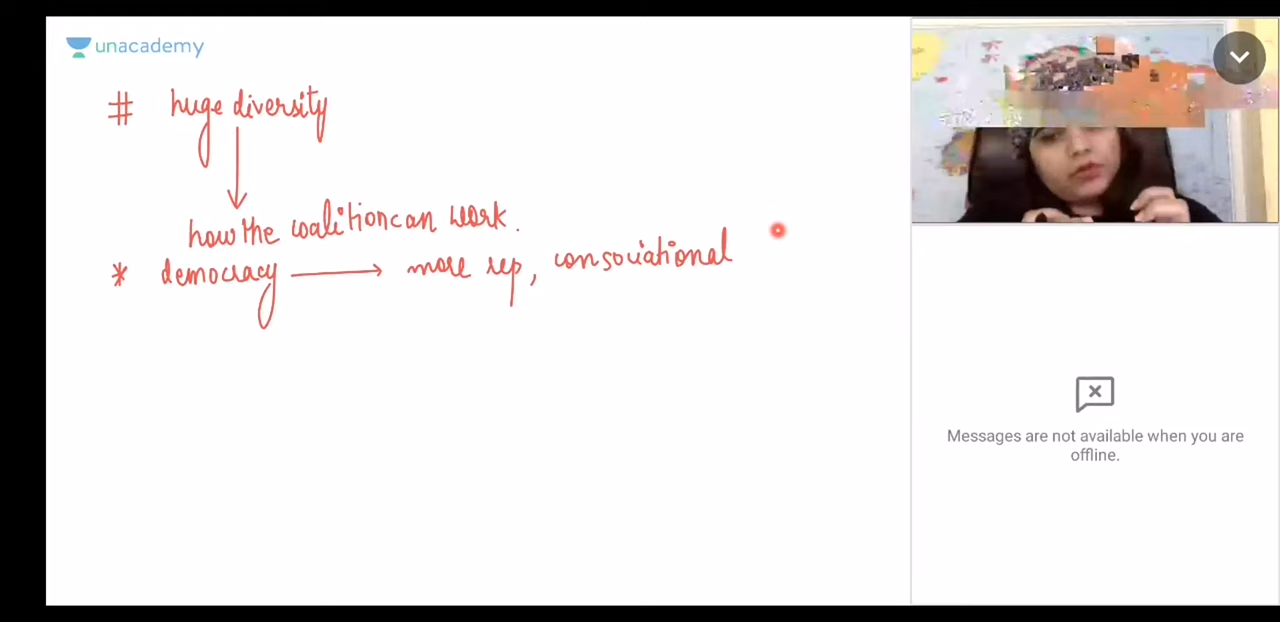 unacademy
# huge diversity
how the coalition can work.
* democracy → more rep, consociational
Messages are not available when you are
offline.